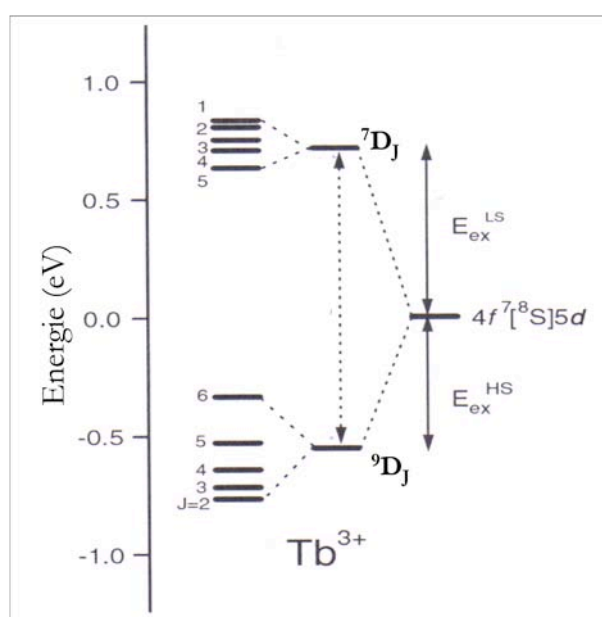 Energie (eV)
1.0
0.5
0.0
-0.5
-1.0
1
2
3
4
5
⁷D_J
E_ex^LS
4f⁷[⁸S]5d
E_ex^HS
6
5
4
3
J=2
⁹D_J
Tb³⁺